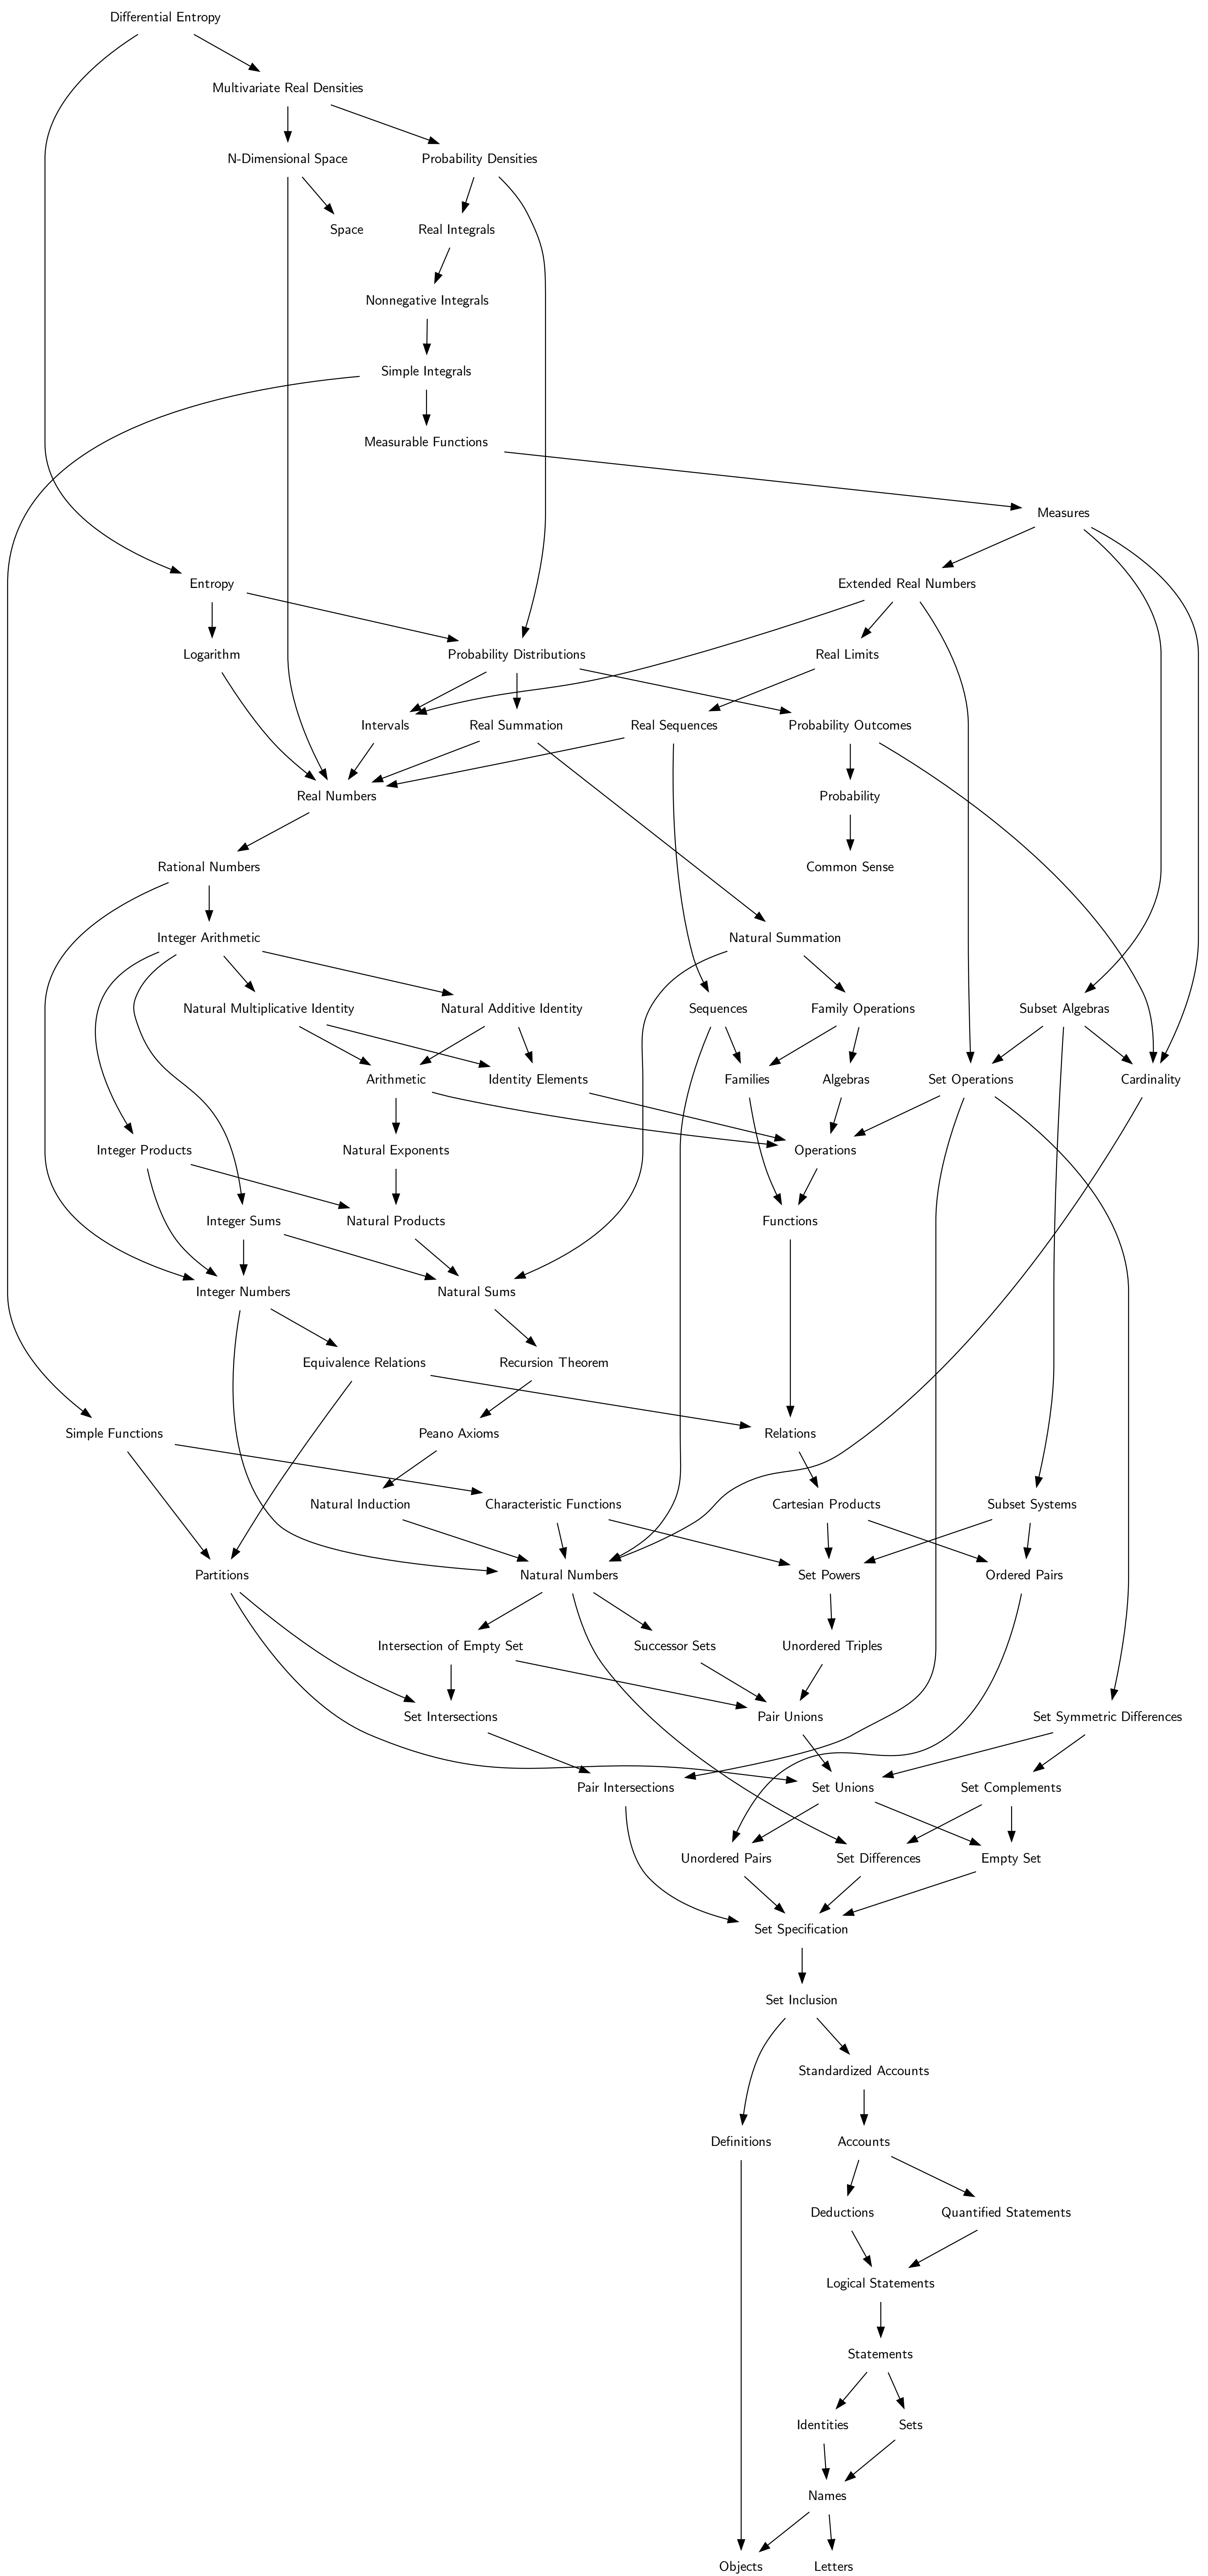 Differential Entropy
Multivariate Real Densities
N-Dimensional Space
Probability Densities
Space
Real Integrals
Nonnegative Integrals
Simple Integrals
Measurable Functions
Measures
Entropy
Extended Real Numbers
Logarithm
Probability Distributions
Real Limits
Intervals
Real Summation
Real Sequences
Probability Outcomes
Real Numbers
Probability
Rational Numbers
Common Sense
Integer Arithmetic
Natural Summation
Natural Multiplicative Identity
Natural Additive Identity
Sequences
Family Operations
Subset Algebras
Arithmetic
Identity Elements
Families
Algebras
Set Operations
Cardinality
Integer Products
Natural Exponents
Operations
Integer Sums
Natural Products
Functions
Integer Numbers
Natural Sums
Equivalence Relations
Recursion Theorem
Simple Functions
Peano Axioms
Relations
Natural Induction
Characteristic Functions
Cartesian Products
Subset Systems
Partitions
Natural Numbers
Set Powers
Ordered Pairs
Intersection of Empty Set
Successor Sets
Unordered Triples
Set Intersections
Pair Unions
Set Symmetric Differences
Pair Intersections
Set Unions
Set Complements
Unordered Pairs
Set Differences
Empty Set
Set Specification
Set Inclusion
Standardized Accounts
Definitions
Accounts
Deductions
Quantified Statements
Logical Statements
Statements
Identities
Sets
Names
Objects
Letters